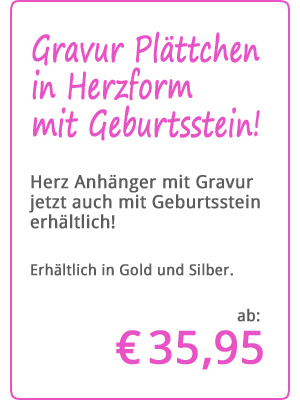 Gravur Plättchen
in Herzform
mit Geburtsstein!
Herz Anhänger mit Gravur
jetzt auch mit Geburtsstein
erhältlich!
Erhältlich in Gold und Silber.
ab:
€ 35,95